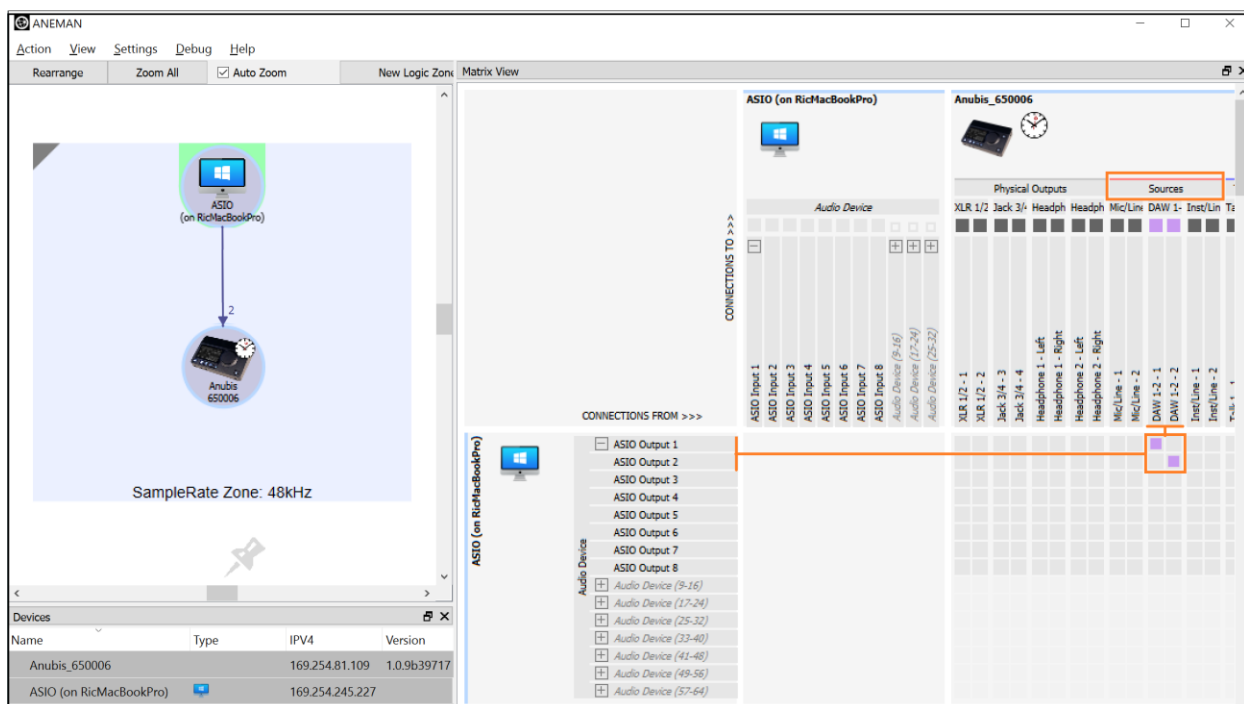 ANEMAN
Action View Settings Debug Help
Rearrange Zoom All Auto Zoom New Logic Zone
ASIO
(on RicMacBookPro)
2
Anubis
650006
SampleRate Zone: 48kHz
Devices
Name Type IPV4 Version
Anubis_650006 169.254.81.109 1.0.9b39717
ASIO (on RicMacBookPro) 169.254.245.227
Matrix View
ASIO (on RicMacBookPro)
Anubis_650006
Physical Outputs Sources
Audio Device
XLR 1/2 Jack 3/4 Headph Headph Mic/Line DAW 1- Inst/Lin Ta
CONNECTIONS TO >>>
ASIO Input 1
ASIO Input 2
ASIO Input 3
ASIO Input 4
ASIO Input 5
ASIO Input 6
ASIO Input 7
ASIO Input 8
Audio Device (9-16)
Audio Device (17-24)
Audio Device (25-32)
XLR 1/2 - 1
XLR 1/2 - 2
Jack 3/4 - 3
Jack 3/4 - 4
Headphone 1 - Left
Headphone 1 - Right
Headphone 2 - Left
Headphone 2 - Right
Mic/Line - 1
Mic/Line - 2
DAW 1-2 - 1
DAW 1-2 - 2
Inst/Line - 1
Inst/Line - 2
CONNECTIONS FROM >>>
ASIO (on RicMacBookPro)
Audio Device
ASIO Output 1
ASIO Output 2
ASIO Output 3
ASIO Output 4
ASIO Output 5
ASIO Output 6
ASIO Output 7
ASIO Output 8
Audio Device (9-16)
Audio Device (17-24)
Audio Device (25-32)
Audio Device (33-40)
Audio Device (41-48)
Audio Device (49-56)
Audio Device (57-64)